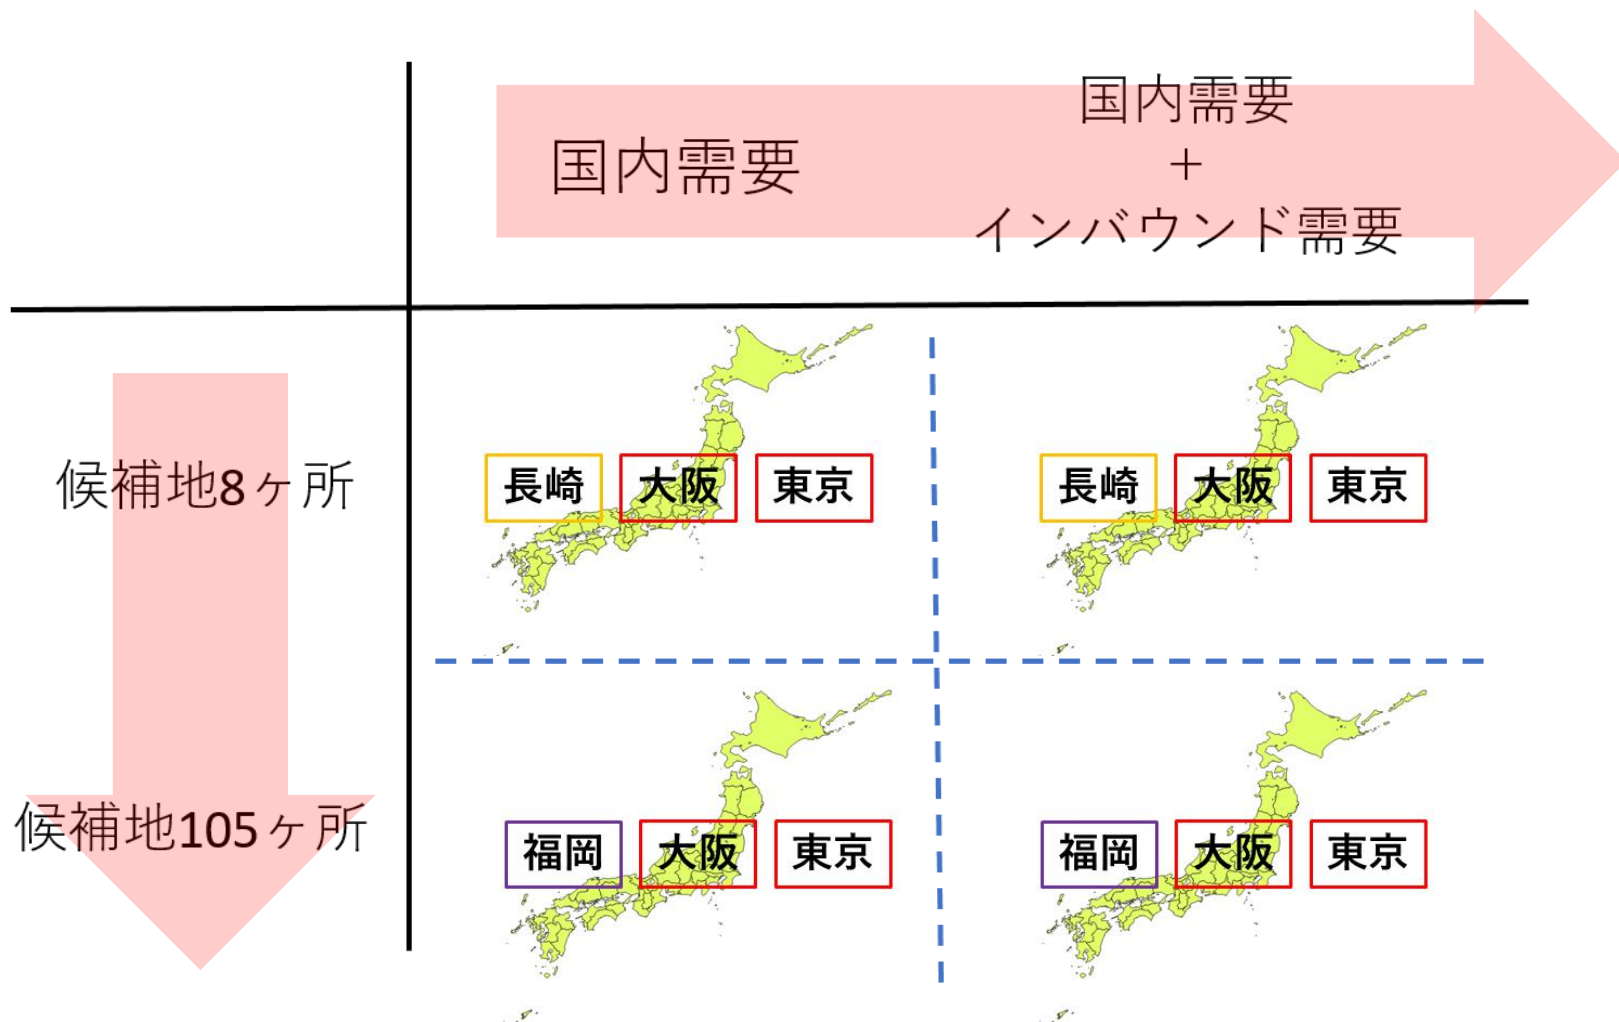 国内需要
国内需要
+
インバウンド需要
候補地8ヶ所
長崎
大阪
東京
長崎
大阪
東京
候補地105ヶ所
福岡
大阪
東京
福岡
大阪
東京